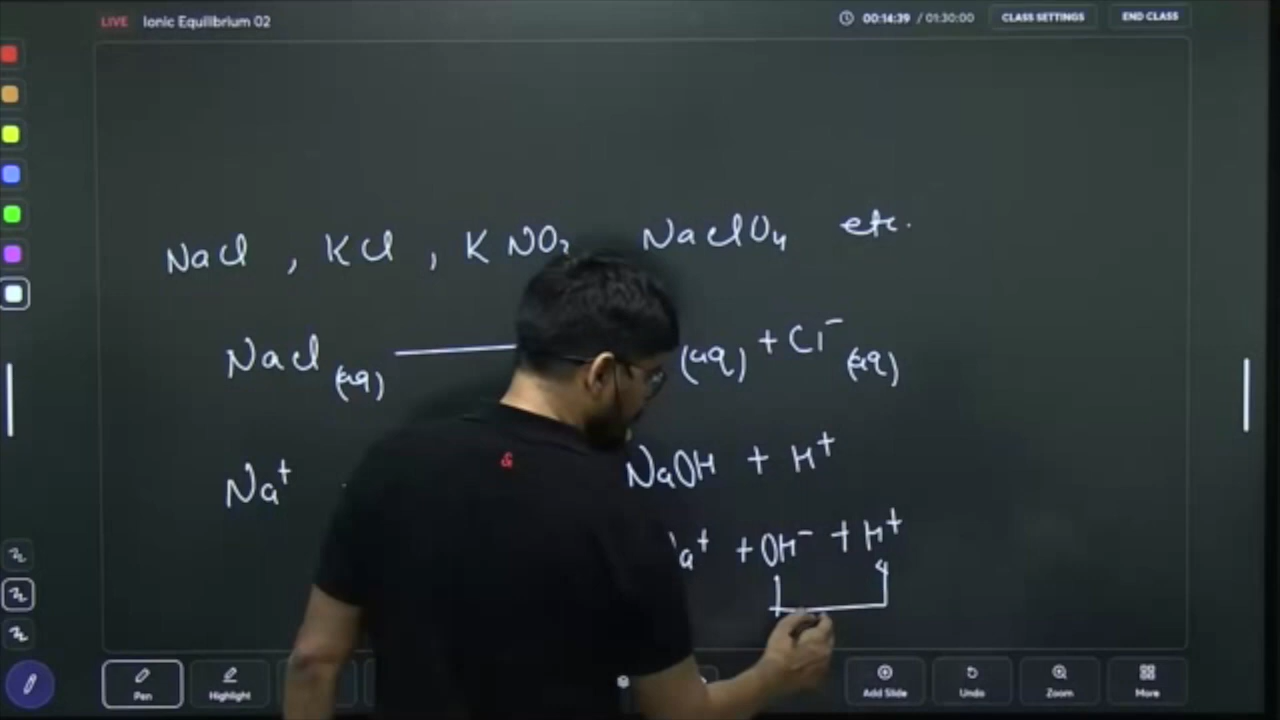 LIVE Ionic Equilibrium 02 00:14:39 / 01:30:00 CLASS SETTINGS END CLASS
NaCl , KCl , KNO₃ NaClO₄ etc.
NaCl (aq) (aq) + Cl⁻ (aq)
Na⁺ NaOH + H⁺
a⁺ + OH⁻ + H⁺
Pen Highlight Add Slide Undo Zoom More